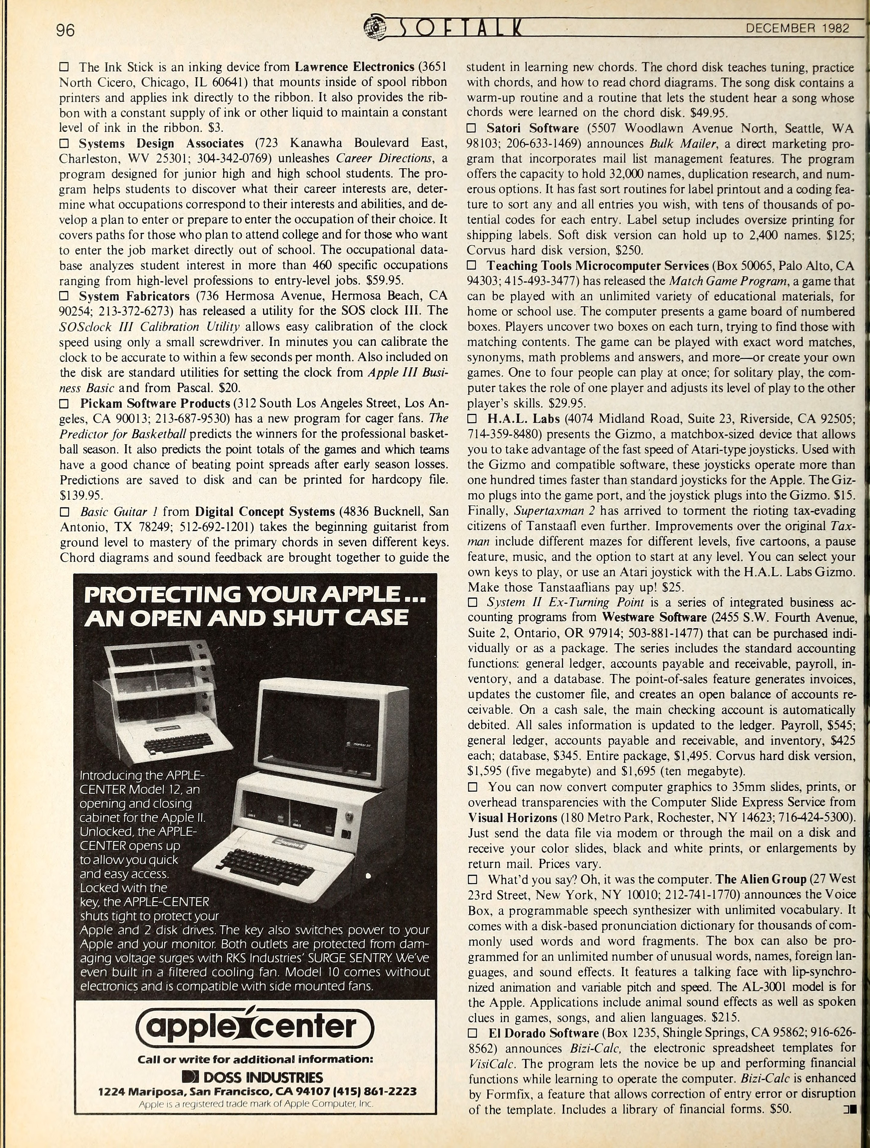 96
SOFTALK
DECEMBER 1982
□ The Ink Stick is an inking device from Lawrence Electronics (3651
North Cicero, Chicago, IL 60641) that mounts inside of spool ribbon
printers and applies ink directly to the ribbon. It also provides the rib-
bon with a constant supply of ink or other liquid to maintain a constant
level of ink in the ribbon. $3.
□ Systems Design Associates (723 Kanawha Boulevard East,
Charleston, WV 25301; 304-342-0769) unleashes Career Directions, a
program designed for junior high and high school students. The pro-
gram helps students to discover what their career interests are, deter-
mine what occupations correspond to their interests and abilities, and de-
velop a plan to enter or prepare to enter the occupation of their choice. It
covers paths for those who plan to attend college and for those who want
to enter the job market directly out of school. The occupational data-
base analyzes student interest in more than 460 specific occupations
ranging from high-level professions to entry-level jobs. $59.95.
□ System Fabricators (736 Hermosa Avenue, Hermosa Beach, CA
90254; 213-372-6273) has released a utility for the SOS clock III. The
SOSclock III Calibration Utility allows easy calibration of the clock
speed using only a small screwdriver. In minutes you can calibrate the
clock to be accurate to within a few seconds per month. Also included on
the disk are standard utilities for setting the clock from Apple III Busi-
ness Basic and from Pascal. $20.
□ Pickam Software Products (312 South Los Angeles Street, Los An-
geles, CA 90013; 213-687-9530) has a new program for cager fans. The
Predictor for Basketball predicts the winners for the professional basket-
ball season. It also predicts the point totals of the games and which teams
have a good chance of beating point spreads after early season losses.
Predictions are saved to disk and can be printed for hardcopy file.
$139.95.
□ Basic Guitar 1 from Digital Concept Systems (4836 Bucknell, San
Antonio, TX 78249; 512-692-1201) takes the beginning guitarist from
ground level to mastery of the primary chords in seven different keys.
Chord diagrams and sound feedback are brought together to guide the
student in learning new chords. The chord disk teaches tuning, practice
with chords, and how to read chord diagrams. The song disk contains a
warm-up routine and a routine that lets the student hear a song whose
chords were learned on the chord disk. $49.95.
□ Satori Software (5507 Woodlawn Avenue North, Seattle, WA
98103; 206-633-1469) announces Bulk Mailer, a direct marketing pro-
gram that incorporates mail list management features. The program
offers the capacity to hold 32,000 names, duplication research, and num-
erous options. It has fast sort routines for label printout and a coding fea-
ture to sort any and all entries you wish, with tens of thousands of po-
tential codes for each entry. Label setup includes oversize printing for
shipping labels. Soft disk version can hold up to 2,400 names. $125;
Corvus hard disk version, $250.
□ Teaching Tools Microcomputer Services (Box 50065, Palo Alto, CA
94303; 415-493-3477) has released the Match Game Program, a game that
can be played with an unlimited variety of educational materials, for
home or school use. The computer presents a game board of numbered
boxes. Players uncover two boxes on each turn, trying to find those with
matching contents. The game can be played with exact word matches,
synonyms, math problems and answers, and more—or create your own
games. One to four people can play at once; for solitary play, the com-
puter takes the role of one player and adjusts its level of play to the other
player's skills. $29.95.
□ H.A.L. Labs (4074 Midland Road, Suite 23, Riverside, CA 92505;
714-359-8480) presents the Gizmo, a matchbox-sized device that allows
you to take advantage of the fast speed of Atari-type joysticks. Used with
the Gizmo and compatible software, these joysticks operate more than
one hundred times faster than standard joysticks for the Apple. The Giz-
mo plugs into the game port, and the joystick plugs into the Gizmo. $15.
Finally, Supertaxman 2 has arrived to torment the rioting tax-evading
citizens of Tanstaafl even further. Improvements over the original Tax-
man include different mazes for different levels, five cartoons, a pause
feature, music, and the option to start at any level. You can select your
own keys to play, or use an Atari joystick with the H.A.L. Labs Gizmo.
Make those Tanstaaflians pay up! $25.
□ System II Ex-Turning Point is a series of integrated business ac-
counting programs from Westware Software (2455 S.W. Fourth Avenue,
Suite 2, Ontario, OR 97914; 503-881-1477) that can be purchased indi-
vidually or as a package. The series includes the standard accounting
functions: general ledger, accounts payable and receivable, payroll, in-
ventory, and a database. The point-of-sales feature generates invoices,
updates the customer file, and creates an open balance of accounts re-
ceivable. On a cash sale, the main checking account is automatically
debited. All sales information is updated to the ledger. Payroll, $545;
general ledger, accounts payable and receivable, and inventory, $425
each; database, $345. Entire package, $1,495. Corvus hard disk version,
$1,595 (five megabyte) and $1,695 (ten megabyte).
□ You can now convert computer graphics to 35mm slides, prints, or
overhead transparencies with the Computer Slide Express Service from
Visual Horizons (180 Metro Park, Rochester, NY 14623; 716-424-5300).
Just send the data file via modem or through the mail on a disk and
receive your color slides, black and white prints, or enlargements by
return mail. Prices vary.
□ What'd you say? Oh, it was the computer. The Alien Group (27 West
23rd Street, New York, NY 10010; 212-741-1770) announces the Voice
Box, a programmable speech synthesizer with unlimited vocabulary. It
comes with a disk-based pronunciation dictionary for thousands of com-
monly used words and word fragments. The box can also be pro-
grammed for an unlimited number of unusual words, names, foreign lan-
guages, and sound effects. It features a talking face with lip-synchro-
nized animation and variable pitch and speed. The AL-3001 model is for
the Apple. Applications include animal sound effects as well as spoken
clues in games, songs, and alien languages. $215.
□ El Dorado Software (Box 1235, Shingle Springs, CA 95862; 916-626-
8562) announces Bizi-Calc, the electronic spreadsheet templates for
VisiCalc. The program lets the novice be up and performing financial
functions while learning to operate the computer. Bizi-Calc is enhanced
by Formfix, a feature that allows correction of entry error or disruption
of the template. Includes a library of financial forms. $50.
PROTECTING YOUR APPLE...
AN OPEN AND SHUT CASE
Introducing the APPLE-
CENTER Model 12, an
opening and closing
cabinet for the Apple II.
Unlocked, the APPLE-
CENTER opens up
to allow you quick
and easy access.
Locked with the
key, the APPLE-CENTER
shuts tight to protect your
Apple and 2 disk drives. The key also switches power to your
Apple and your monitor. Both outlets are protected from dam-
aging voltage surges with RKS Industries' SURGE SENTRY. We've
even built in a filtered cooling fan. Model 10 comes without
electronics and is compatible with side mounted fans.
apple center
Call or write for additional information:
DOSS INDUSTRIES
1224 Mariposa, San Francisco, CA 94107 (415) 861-2223
Apple is a registered trade mark of Apple Computer, Inc.